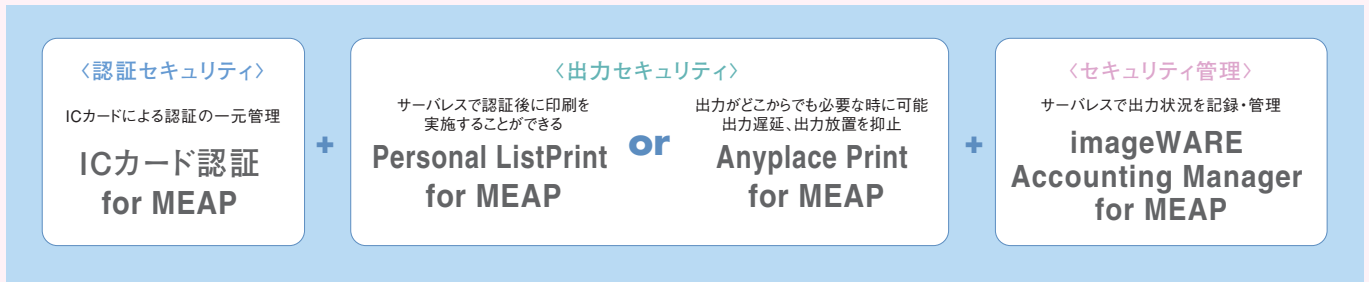 〈認証セキュリティ〉
ICカードによる認証の一元管理
ICカード認証
for MEAP
+
〈出力セキュリティ〉
サーバレスで認証後に印刷を
実施することができる
Personal ListPrint
for MEAP
or
出力がどこからでも必要な時に可能
出力遅延、出力放置を抑止
Anyplace Print
for MEAP
+
〈セキュリティ管理〉
サーバレスで出力状況を記録・管理
imageWARE
Accounting Manager
for MEAP